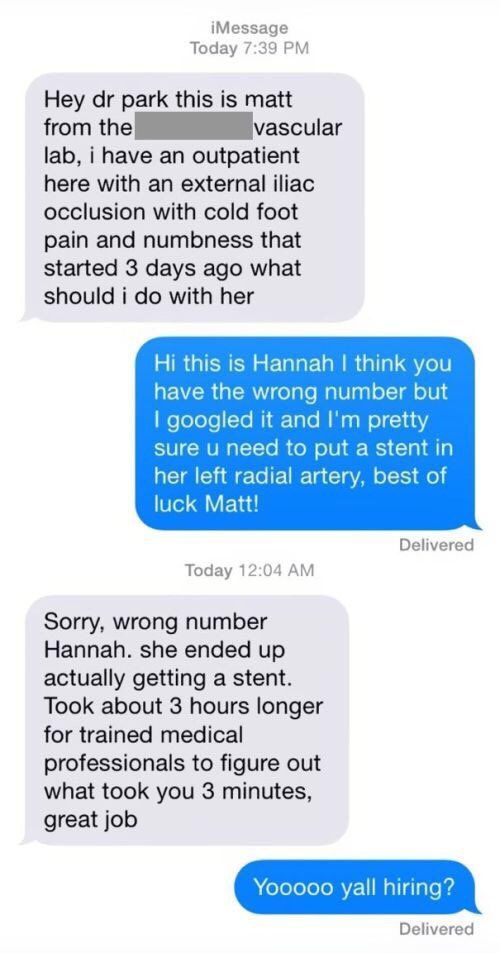 iMessage
Today 7:39 PM
Hey dr park this is matt
from the vascular
lab, i have an outpatient
here with an external iliac
occlusion with cold foot
pain and numbness that
started 3 days ago what
should i do with her
Hi this is Hannah I think you
have the wrong number but
I googled it and I'm pretty
sure u need to put a stent in
her left radial artery, best of
luck Matt!
Delivered
Today 12:04 AM
Sorry, wrong number
Hannah. she ended up
actually getting a stent.
Took about 3 hours longer
for trained medical
professionals to figure out
what took you 3 minutes,
great job
Yooooo yall hiring?
Delivered